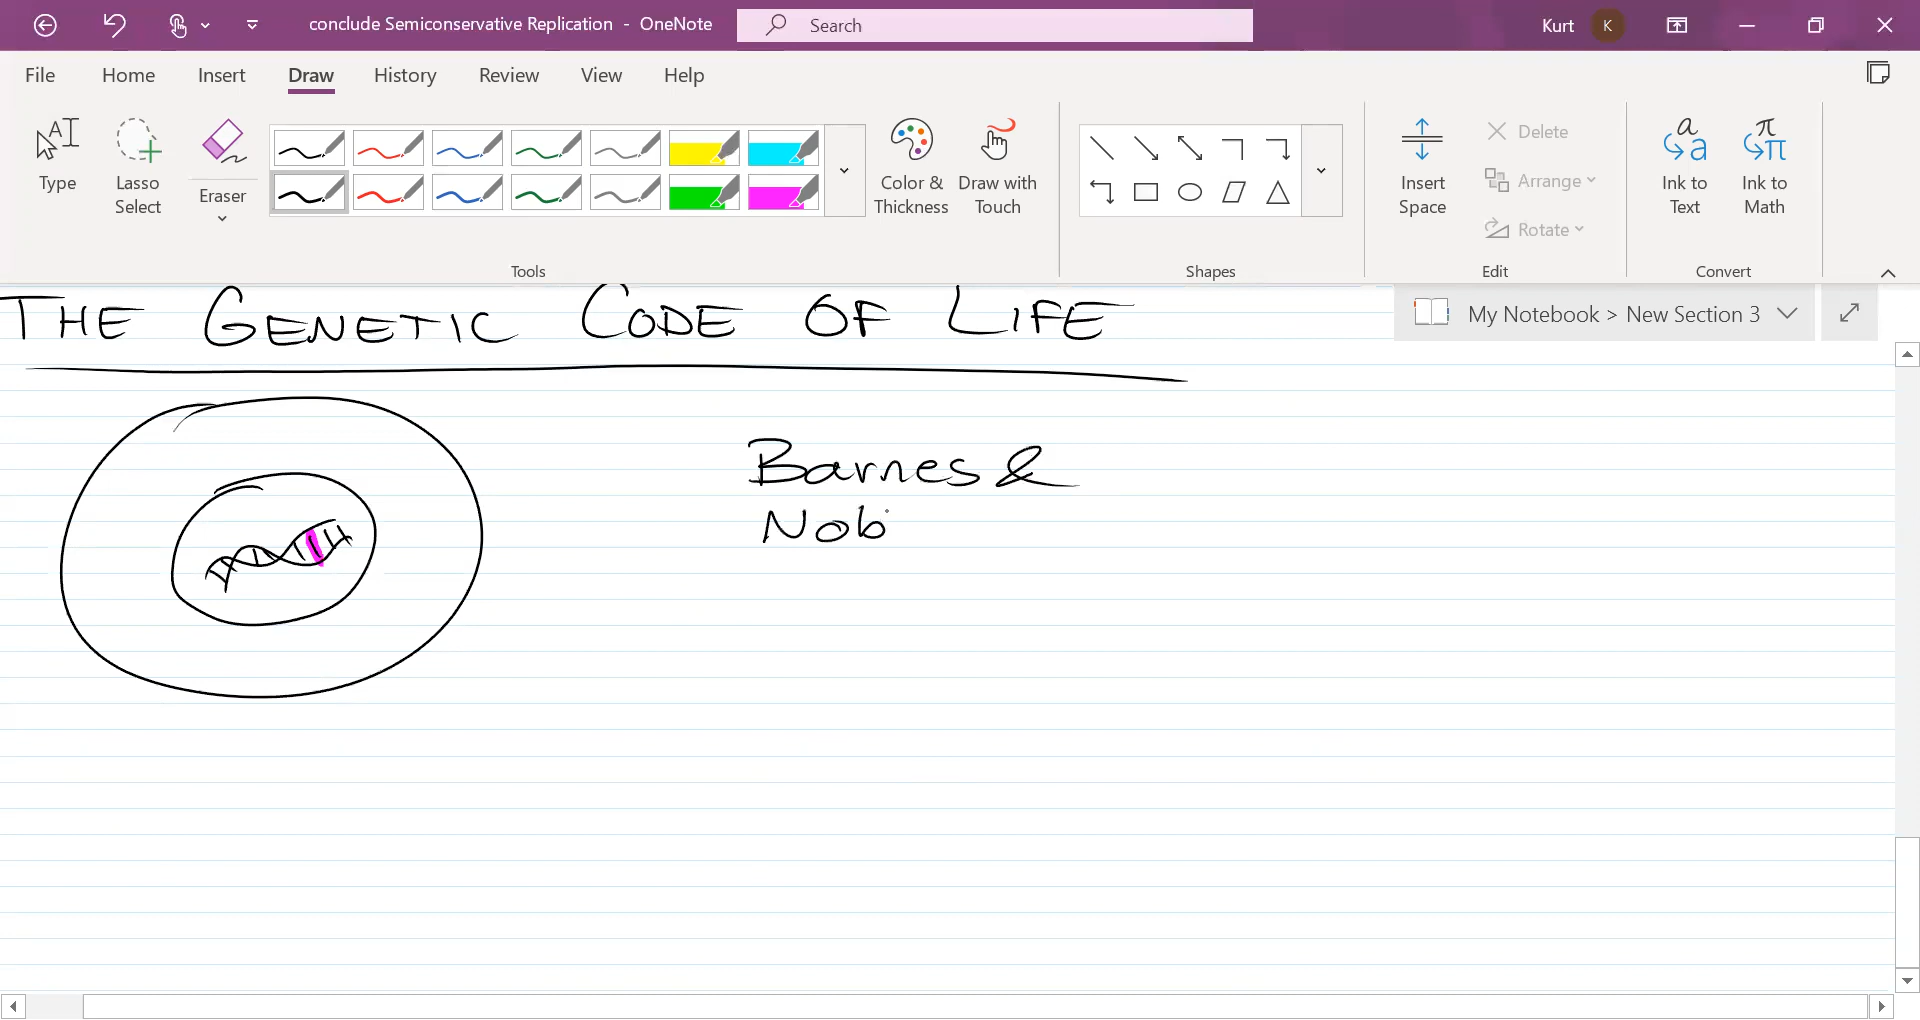 conclude Semiconservative Replication - OneNote
Search
Kurt
K
File Home Insert Draw History Review View Help
Type
Lasso Select
Eraser
Color & Thickness
Draw with Touch
Tools
Shapes
Insert Space
Delete
Arrange
Rotate
Edit
Ink to Text
Ink to Math
Convert
THE GENETIC CODE OF LIFE
My Notebook > New Section 3
Barnes &
Nob